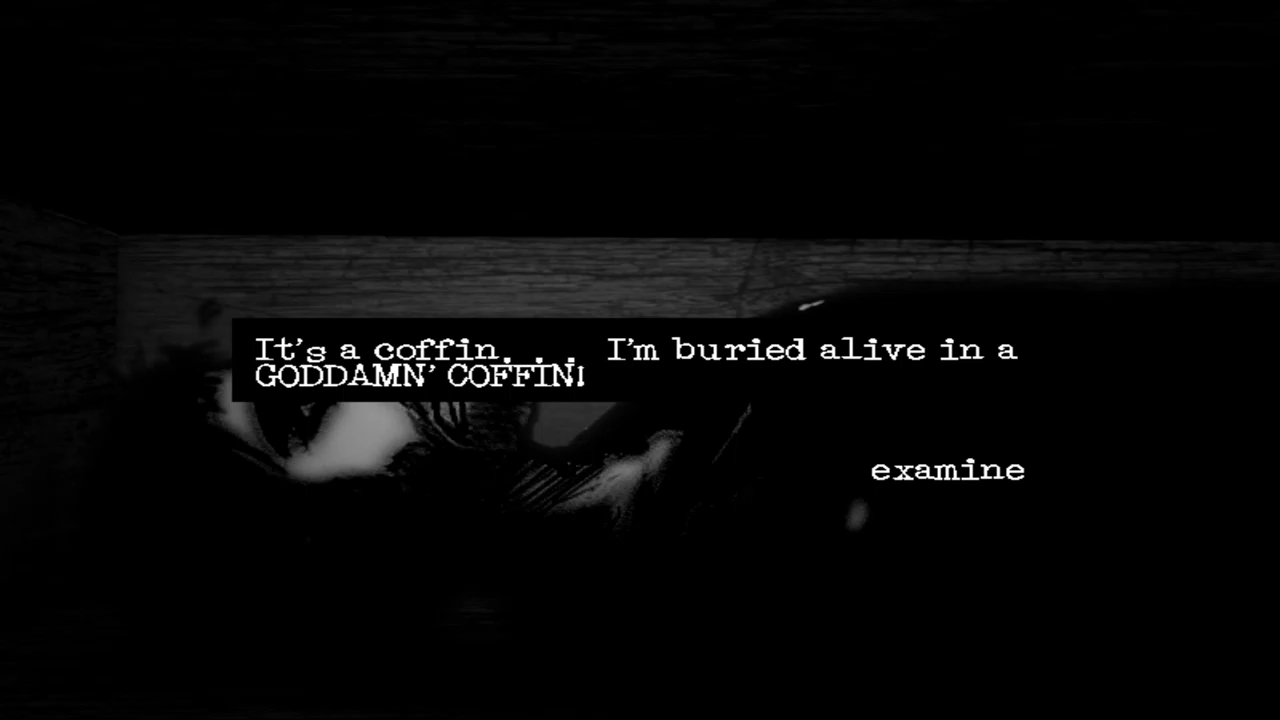 It's a coffin. . . I'm buried alive in a
GODDAMN' COFFIN!
examine